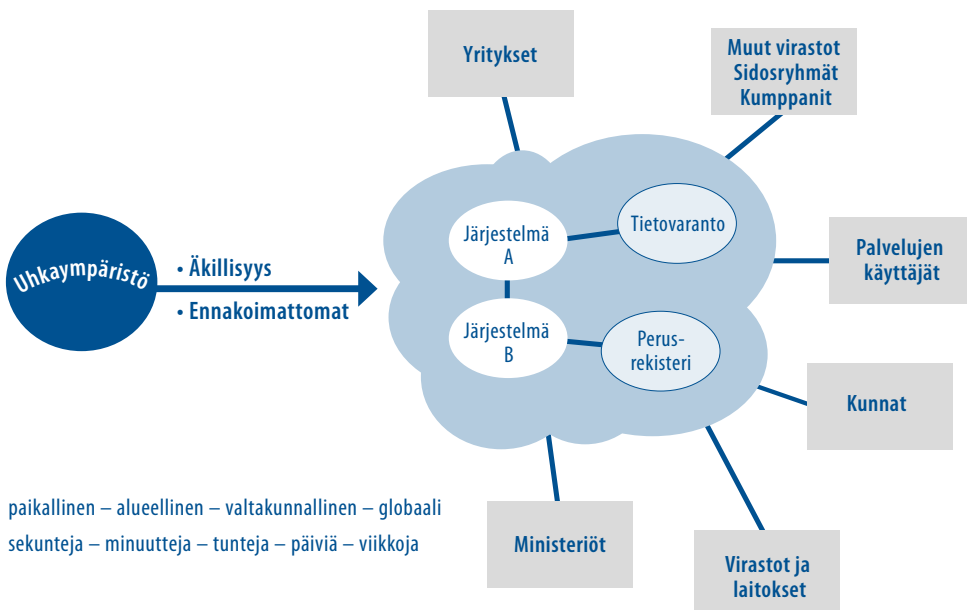 Yritykset
Muut virastot
Sidosryhmät
Kumppanit
Järjestelmä
A
Tietovaranto
Uhkaympäristö
• Äkillisyys
• Ennakoimattomat
Palvelujen
käyttäjät
Järjestelmä
B
Perus-
rekisteri
Kunnat
paikallinen – alueellinen – valtakunnallinen – globaali
sekunteja – minuutteja – tunteja – päiviä – viikkoja
Ministeriöt
Virastot ja
laitokset